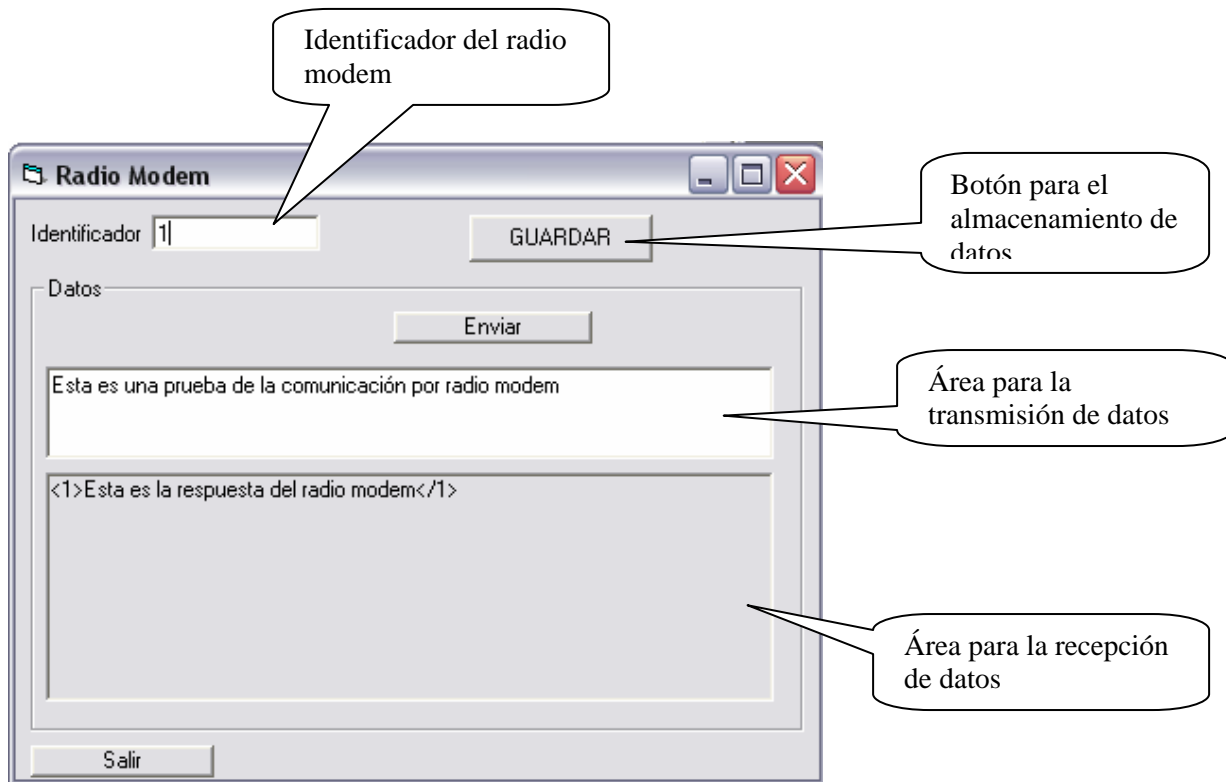 Identificador del radio
modem
Radio Modem
Identificador 1
GUARDAR
Botón para el
almacenamiento de
datos
Datos
Enviar
Esta es una prueba de la comunicación por radio modem
Área para la
transmisión de datos
<1>Esta es la respuesta del radio modem</1>
Área para la recepción
de datos
Salir